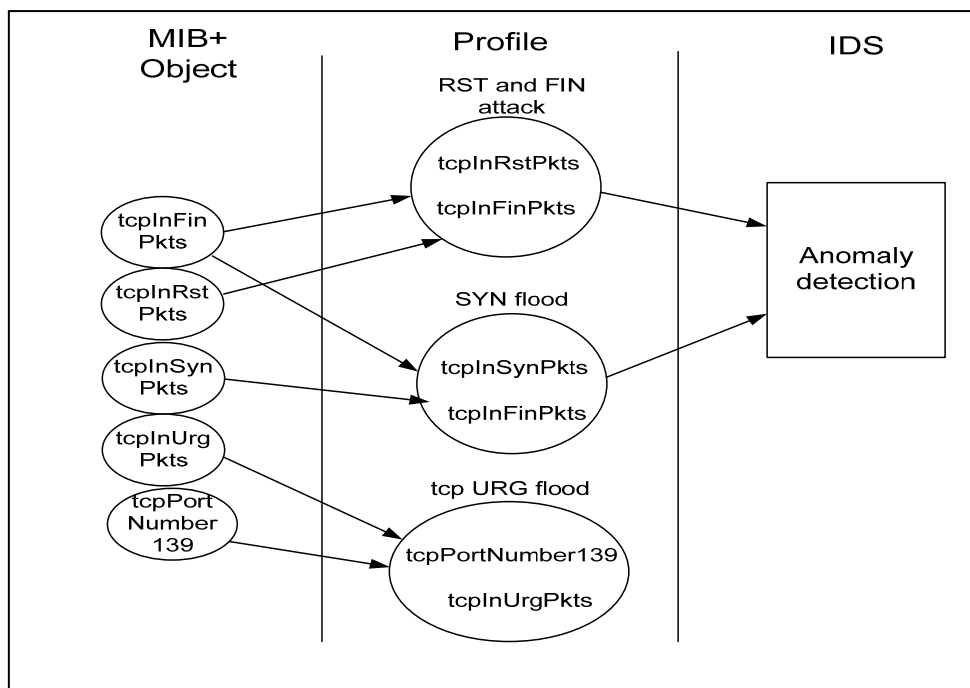 MIB+
Object
Profile
IDS
RST and FIN
attack
tcpInRstPkts
tcpInFinPkts
tcpInFin
Pkts
tcpInRst
Pkts
tcpInSyn
Pkts
tcpInUrg
Pkts
tcpPort
Number
139
SYN flood
tcpInSynPkts
tcpInFinPkts
tcp URG flood
tcpPortNumber139
tcpInUrgPkts
Anomaly
detection